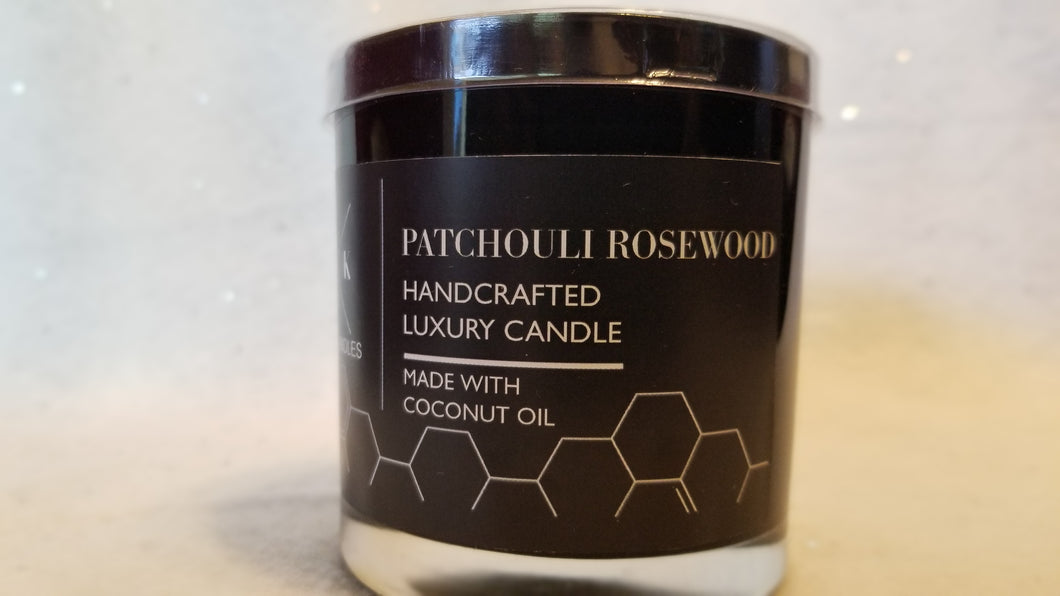 K
PATCHOULI ROSEWOOD
HANDCRAFTED
LUXURY CANDLE
MADE WITH
COCONUT OIL